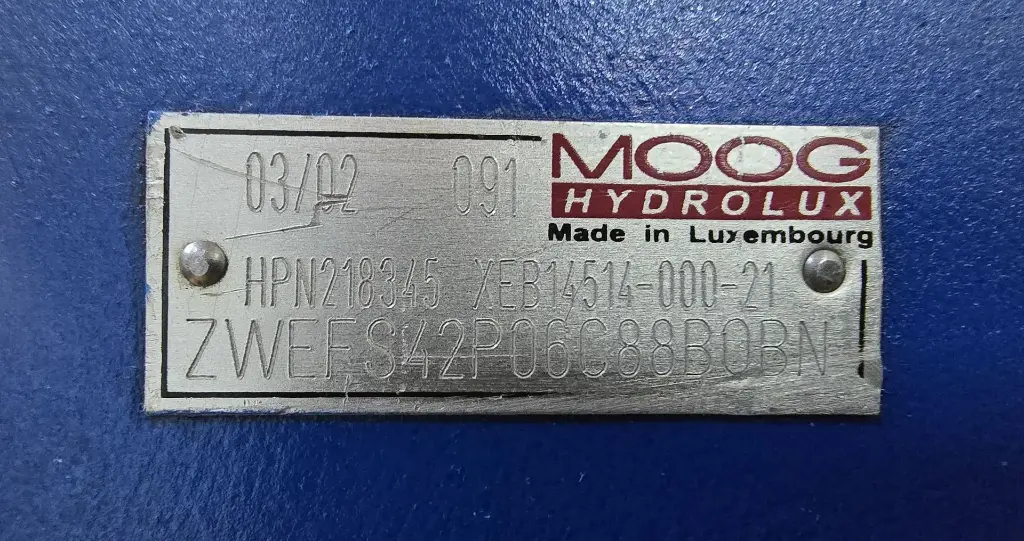 03/02 091
MOOG
HYDROLUX
Made in Luxembourg
HPN218345 XEB14514-000-21
ZWEFS42P06C88B0BN